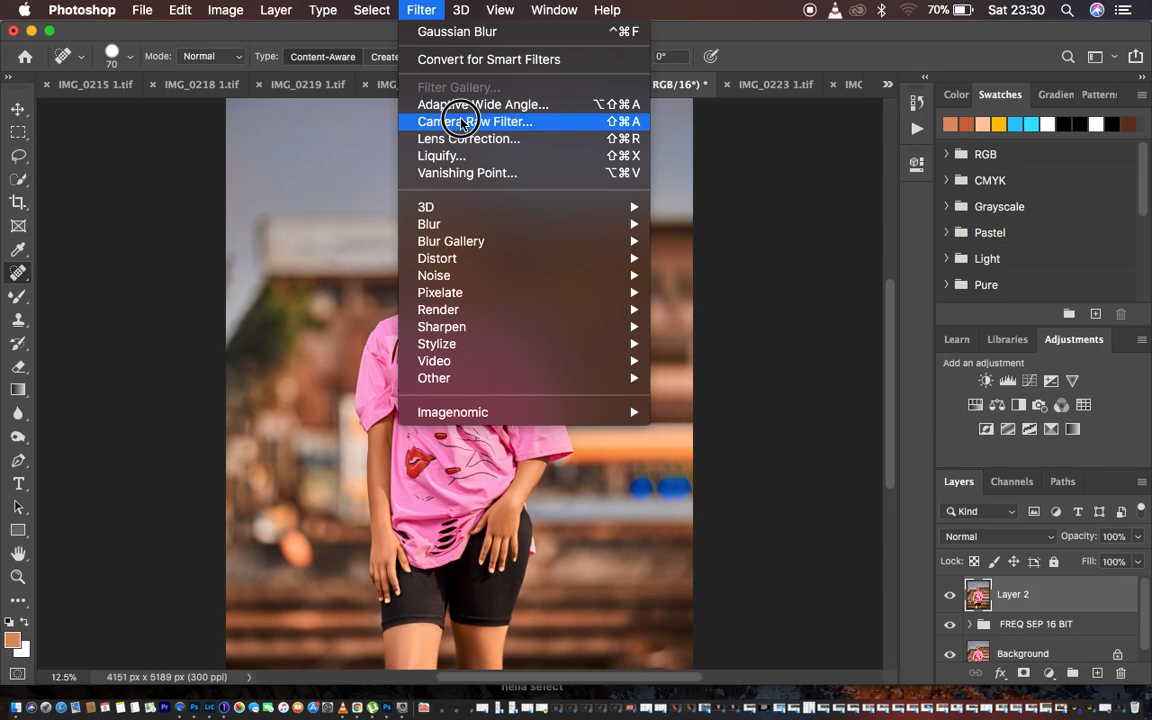 Photoshop File Edit Image Layer Type Select Filter 3D View Window Help 70% Sat 23:30
70 Mode: Normal Type: Content-Aware Create 0°
× IMG_0215 1.tif × IMG_0218 1.tif × IMG_0219 1.tif × RGB/16*) * × IMG_0223 1.tif × »
Gaussian Blur ^⌘F
Convert for Smart Filters
Filter Gallery...
Adaptive Wide Angle... ⌥⇧⌘A
Camera Raw Filter... ⇧⌘A
Lens Correction... ⇧⌘R
Liquify... ⇧⌘X
Vanishing Point... ⌥⌘V
3D
Blur
Blur Gallery
Distort
Noise
Pixelate
Render
Sharpen
Stylize
Video
Other
Imagenomic
Color Swatches Gradien Patterns
RGB
CMYK
Grayscale
Pastel
Light
Pure
Learn Libraries Adjustments
Add an adjustment
Layers Channels Paths
Kind
Normal Opacity: 100%
Lock: Fill: 100%
Layer 2
FREQ SEP 16 BIT
Background
12.5% 4151 px x 5189 px (300 ppi)